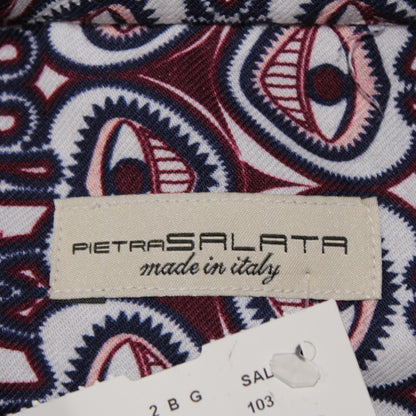 PIETRASALATA
made in italy
2 B G SAL
103